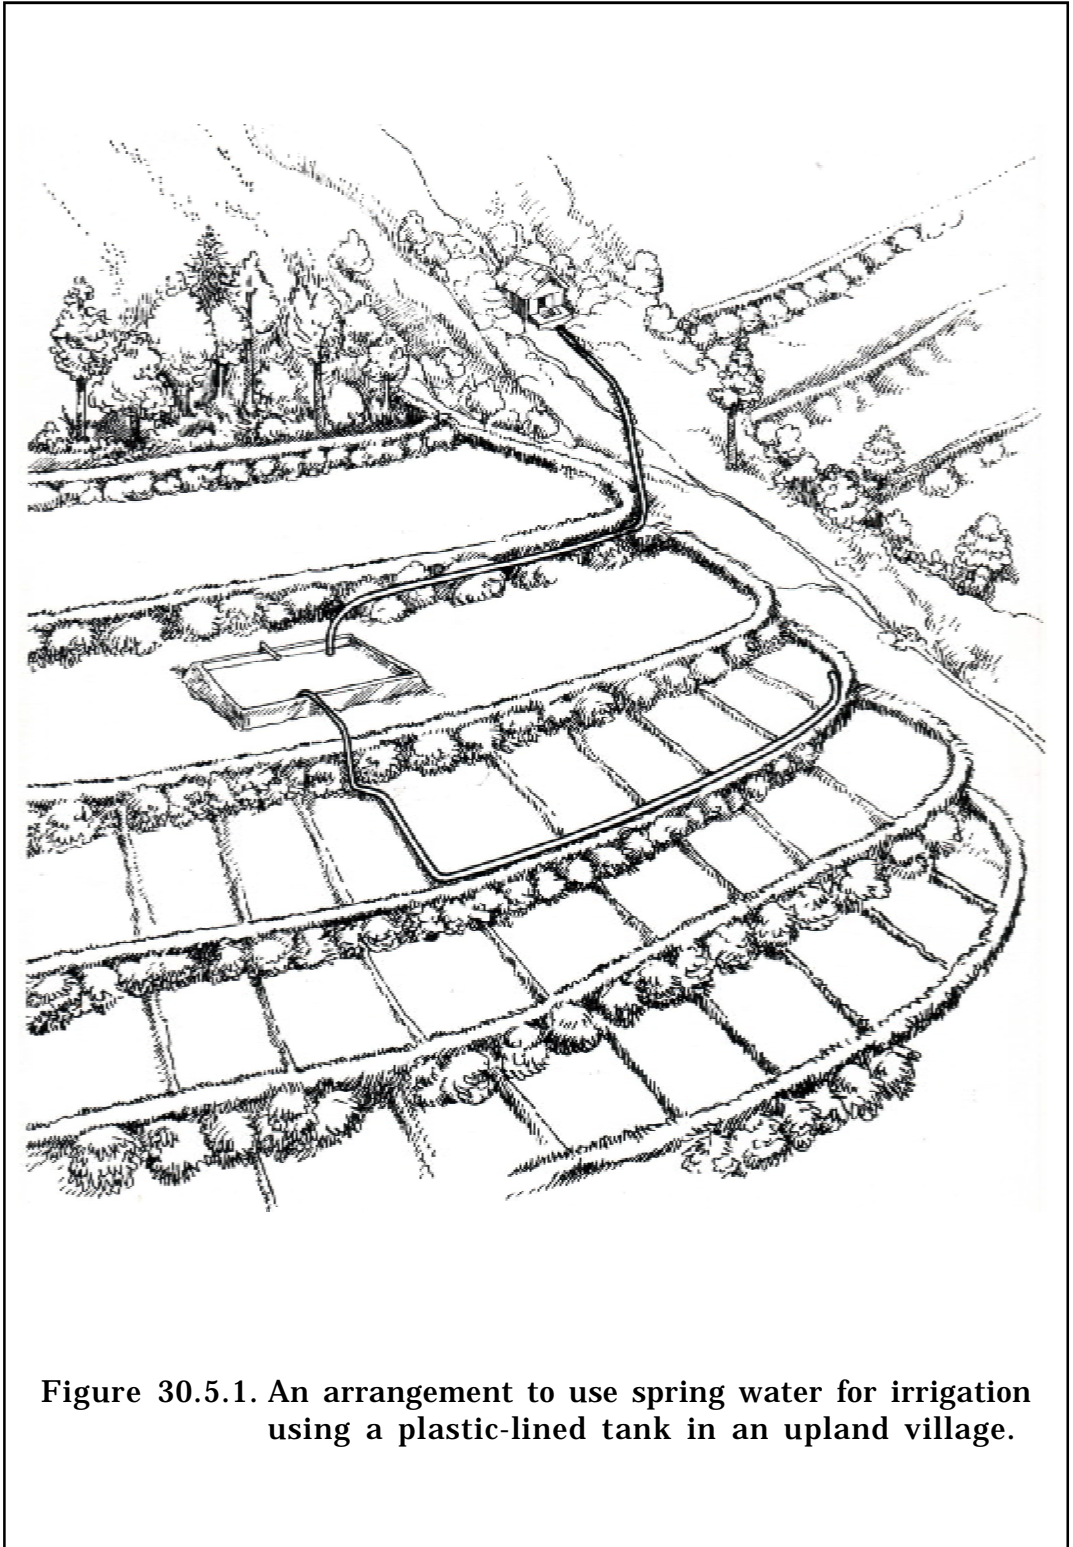 Figure 30.5.1. An arrangement to use spring water for irrigation
using a plastic-lined tank in an upland village.